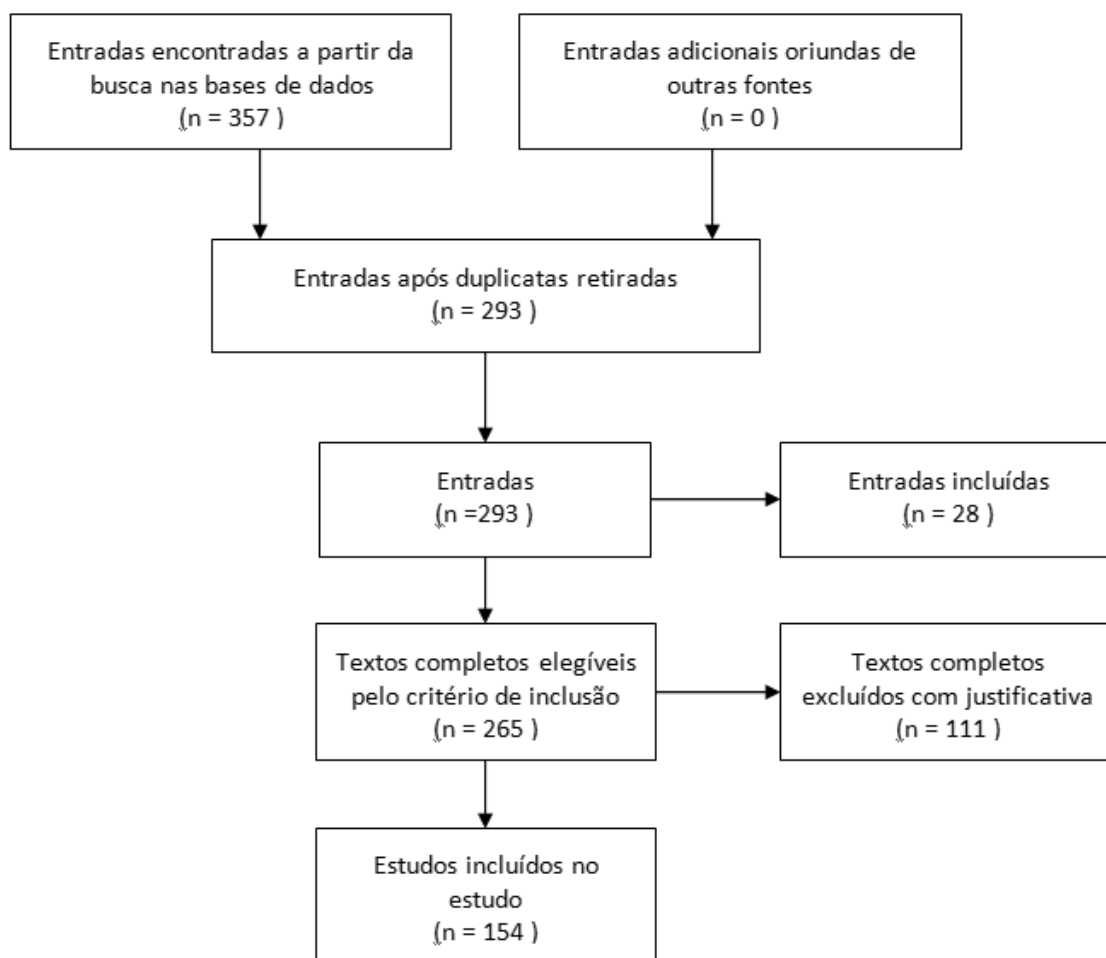 Entradas encontradas a partir da
busca nas bases de dados
(n = 357 )
Entradas adicionais oriundas de
outras fontes
(n = 0 )
Entradas após duplicatas retiradas
(n = 293 )
Entradas
(n =293 )
Entradas incluídas
(n = 28 )
Textos completos elegíveis
pelo critério de inclusão
(n = 265 )
Textos completos
excluídos com justificativa
(n = 111 )
Estudos incluídos no
estudo
(n = 154 )